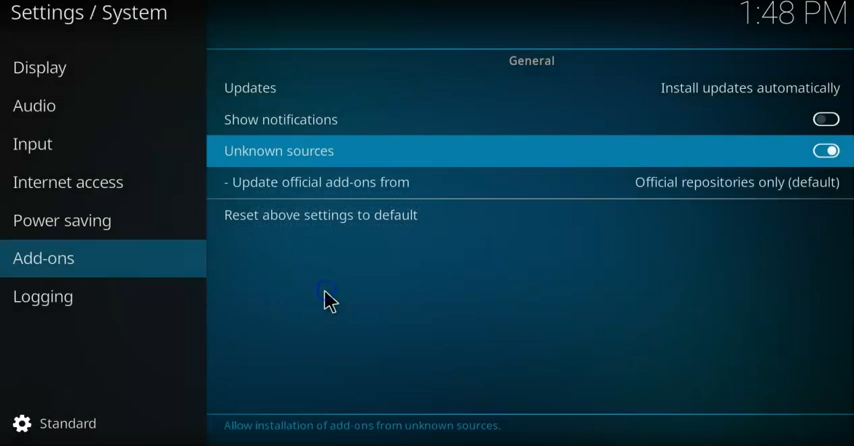 Settings / System
1:48 PM
Display
Audio
Input
Internet access
Power saving
Add-ons
Logging
Standard
General
Updates Install updates automatically
Show notifications
Unknown sources
- Update official add-ons from Official repositories only (default)
Reset above settings to default
Allow installation of add-ons from unknown sources.